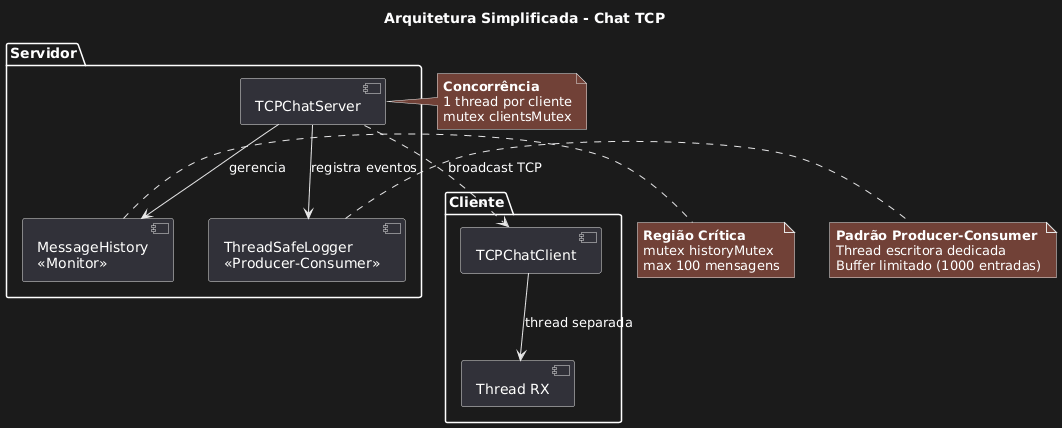 Arquitetura Simplificada - Chat TCP
Servidor
TCPChatServer
Concorrência
1 thread por cliente
mutex clientsMutex
gerencia
registra eventos
broadcast TCP
MessageHistory
«Monitor»
ThreadSafeLogger
«Producer-Consumer»
Cliente
TCPChatClient
Região Crítica
mutex historyMutex
max 100 mensagens
Padrão Producer-Consumer
Thread escritora dedicada
Buffer limitado (1000 entradas)
thread separada
Thread RX